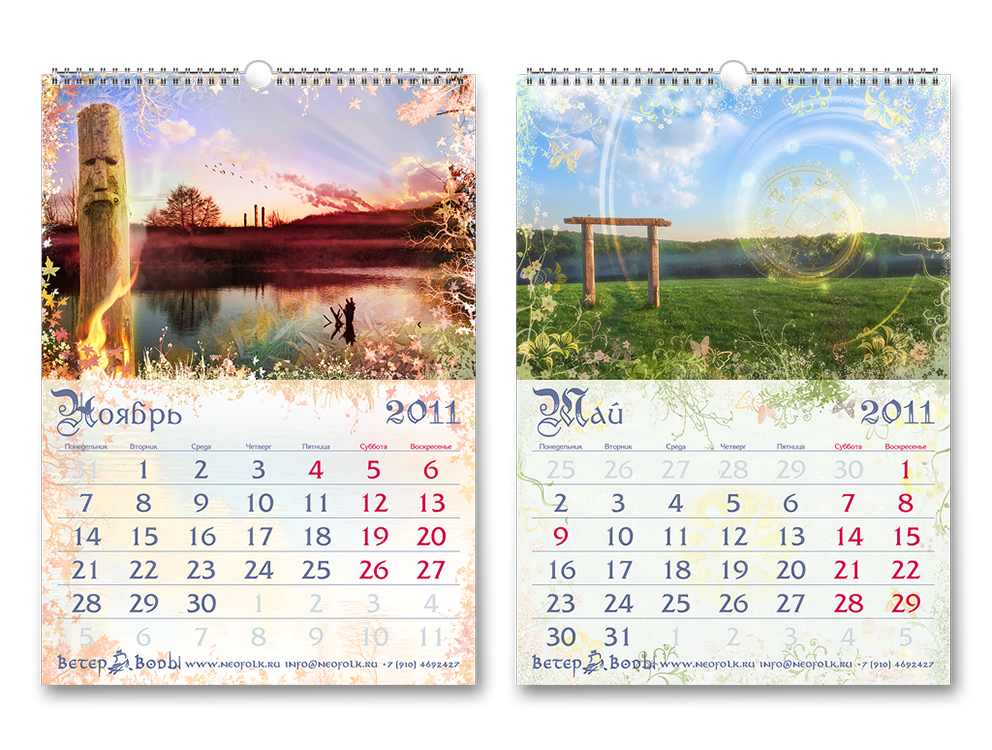 Ноябрь 2011
Понедельник Вторник Среда Четверг Пятница Суббота Воскресенье
31 1 2 3 4 5 6
7 8 9 10 11 12 13
14 15 16 17 18 19 20
21 22 23 24 25 26 27
28 29 30 1 2 3 4
5 6 7 8 9 10 11
Ветер Воды www.neofolk.ru info@neofolk.ru +7 (910) 4692427
Май 2011
Понедельник Вторник Среда Четверг Пятница Суббота Воскресенье
25 26 27 28 29 30 1
2 3 4 5 6 7 8
9 10 11 12 13 14 15
16 17 18 19 20 21 22
23 24 25 26 27 28 29
30 31 1 2 3 4 5
Ветер Воды www.neofolk.ru info@neofolk.ru +7 (910) 4692427